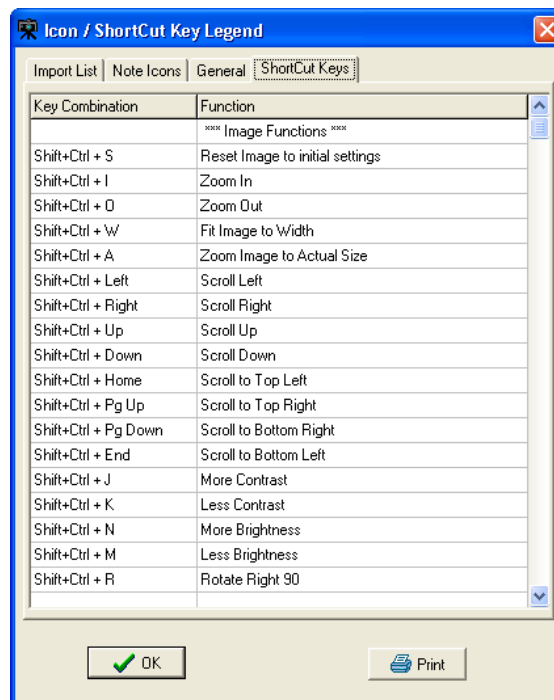 Icon / ShortCut Key Legend
Import List Note Icons General ShortCut Keys
Key Combination Function
*** Image Functions ***
Shift+Ctrl + S Reset Image to initial settings
Shift+Ctrl + I Zoom In
Shift+Ctrl + O Zoom Out
Shift+Ctrl + W Fit Image to Width
Shift+Ctrl + A Zoom Image to Actual Size
Shift+Ctrl + Left Scroll Left
Shift+Ctrl + Right Scroll Right
Shift+Ctrl + Up Scroll Up
Shift+Ctrl + Down Scroll Down
Shift+Ctrl + Home Scroll to Top Left
Shift+Ctrl + Pg Up Scroll to Top Right
Shift+Ctrl + Pg Down Scroll to Bottom Right
Shift+Ctrl + End Scroll to Bottom Left
Shift+Ctrl + J More Contrast
Shift+Ctrl + K Less Contrast
Shift+Ctrl + N More Brightness
Shift+Ctrl + M Less Brightness
Shift+Ctrl + R Rotate Right 90
OK Print